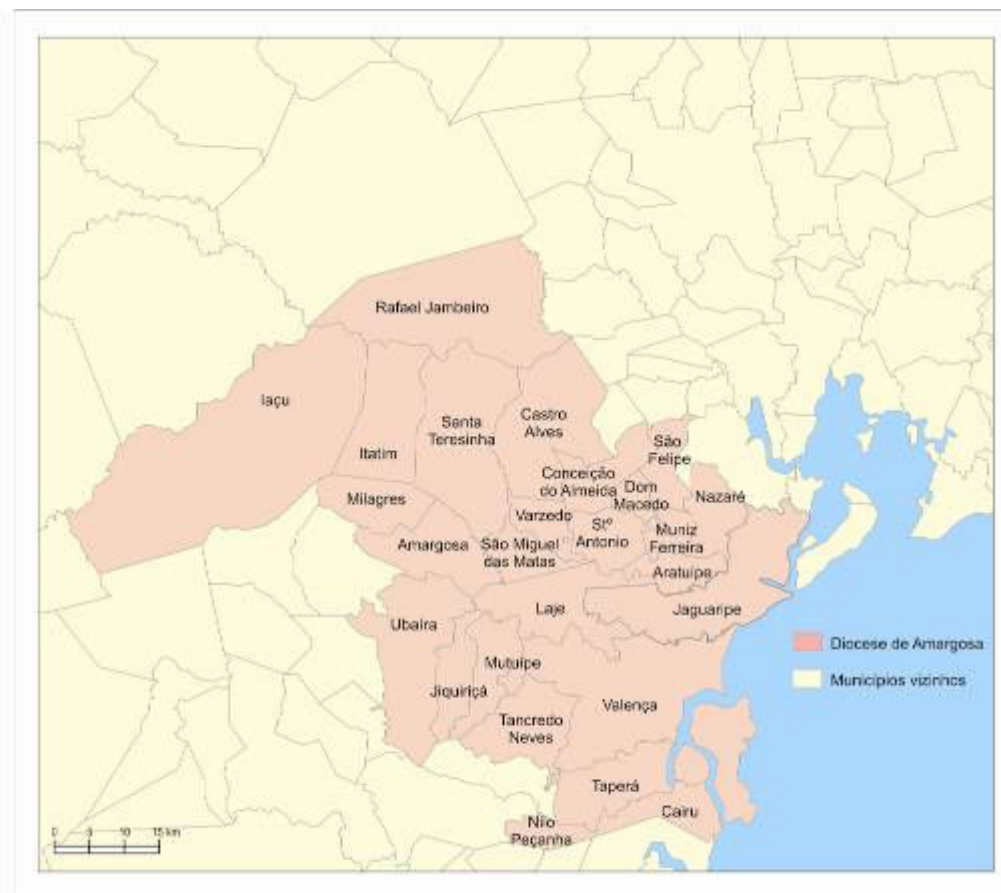 Rafael Jambeiro
Iaçu
Santa
Teresinha
Castro
Alves
Itatim
São
Felipe
Conceição
do Almeida
Dom
Macedo
Nazaré
Milagres
Varzedo
Stº
Antonio
Muniz
Ferreira
Amargosa
São Miguel
das Matas
Aratuípe
Laje
Jaguaripe
Ubaíra
Mutuípe
Jiquiriçá
Valença
Tancredo
Neves
Taperá
Cairu
Nilo
Peçanha
Diocese de Amargosa
Municípios vizinhos
0 5 10 15 km